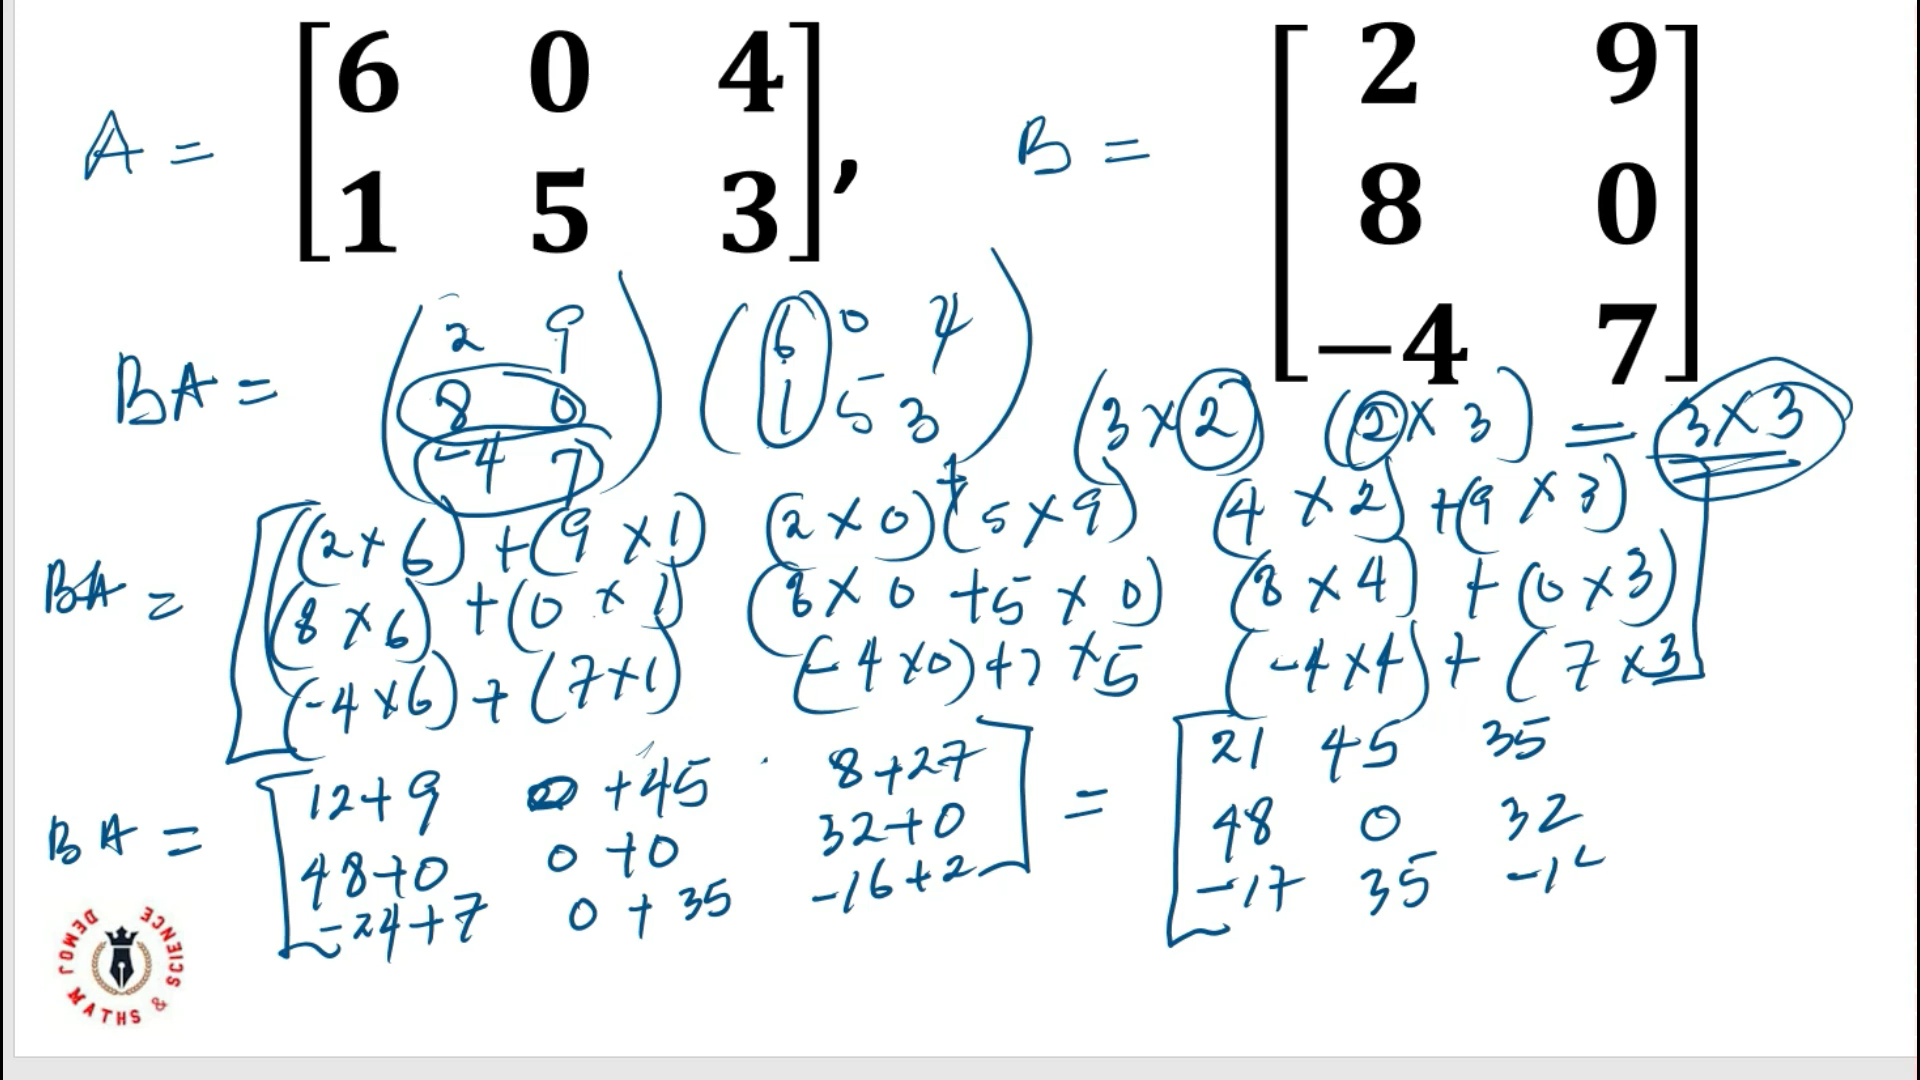 A = [6 0 4
1 5 3], B = [2 9
8 0
−4 7]
BA = (2 9
8 0
-4 7) (6 0 4
1 5 3) (3 × 2) (2 × 3) = 3 × 3
BA = [(2 × 6) + (9 × 1) (2 × 0) + (5 × 9) (4 × 2) + (9 × 3)
(8 × 6) + (0 × 1) (8 × 0 + 5 × 0) (8 × 4) + (0 × 3)
(-4 × 6) + (7 × 1) (-4 × 0) + 7 × 5 (-4 × 4) + (7 × 3]
BA = [12+9 0 +45 8+27
48+0 0 +0 32+0
-24+7 0 + 35 -16+2] = [21 45 35
48 0 32
-17 35
DEMOJ MATHS & SCIENCE